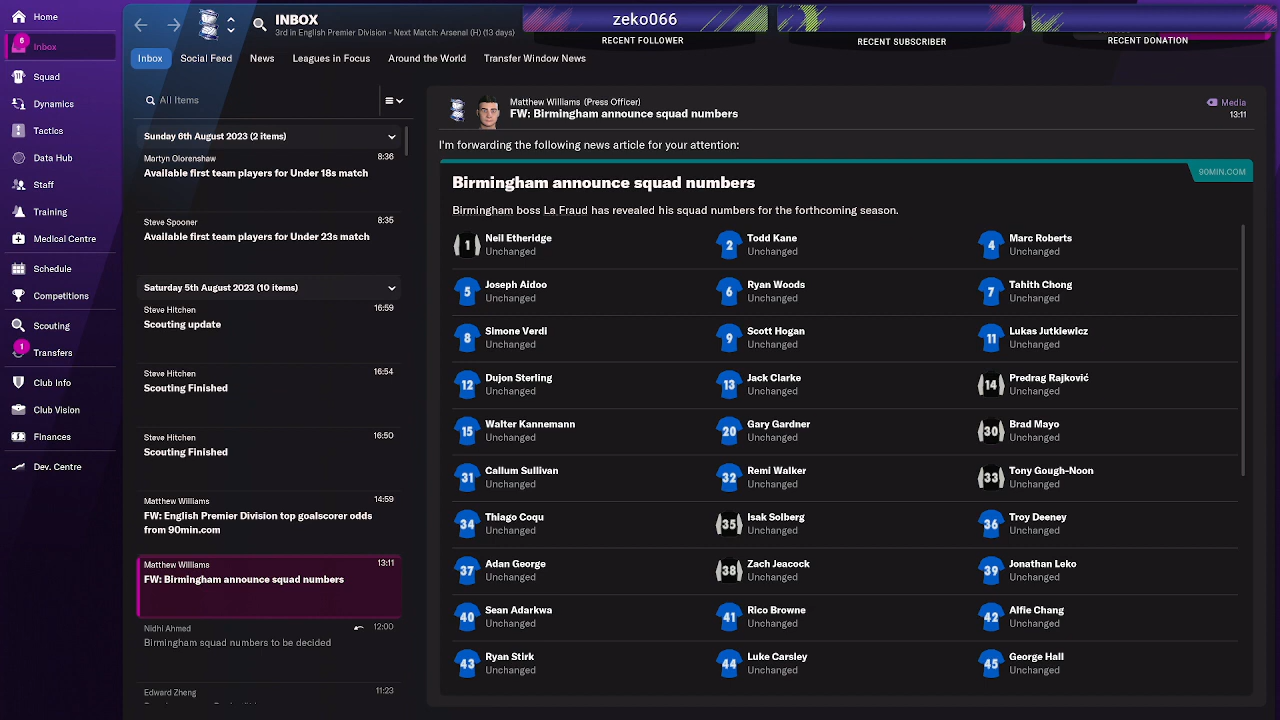 Home
6
Inbox
Squad
Dynamics
Tactics
Data Hub
Staff
Training
Medical Centre
Schedule
Competitions
Scouting
1
Transfers
Club Info
Club Vision
Finances
Dev. Centre
INBOX
3rd in English Premier Division - Next Match: Arsenal (H) (13 days)
zeko066
RECENT FOLLOWER
RECENT SUBSCRIBER
RECENT DONATION
Inbox
Social Feed
News
Leagues in Focus
Around the World
Transfer Window News
All Items
Sunday 6th August 2023 (2 items)
Martyn Olorenshaw 8:36
Available first team players for Under 18s match
Steve Spooner 8:35
Available first team players for Under 23s match
Saturday 5th August 2023 (10 items)
Steve Hitchen 16:59
Scouting update
Steve Hitchen 16:54
Scouting Finished
Steve Hitchen 16:50
Scouting Finished
Matthew Williams 14:59
FW: English Premier Division top goalscorer odds
from 90min.com
Matthew Williams 13:11
FW: Birmingham announce squad numbers
Nidhi Ahmed 12:00
Birmingham squad numbers to be decided
Edward Zheng 11:23
Matthew Williams (Press Officer)
FW: Birmingham announce squad numbers
Media
13:11
I'm forwarding the following news article for your attention:
90MIN.COM
Birmingham announce squad numbers
Birmingham boss La Fraud has revealed his squad numbers for the forthcoming season.
1 Neil Etheridge 2 Todd Kane 4 Marc Roberts
Unchanged Unchanged Unchanged
5 Joseph Aidoo 6 Ryan Woods 7 Tahith Chong
Unchanged Unchanged Unchanged
8 Simone Verdi 9 Scott Hogan 11 Lukas Jutkiewicz
Unchanged Unchanged Unchanged
12 Dujon Sterling 13 Jack Clarke 14 Predrag Rajković
Unchanged Unchanged Unchanged
15 Walter Kannemann 20 Gary Gardner 30 Brad Mayo
Unchanged Unchanged Unchanged
31 Callum Sullivan 32 Remi Walker 33 Tony Gough-Noon
Unchanged Unchanged Unchanged
34 Thiago Coqu 35 Isak Solberg 36 Troy Deeney
Unchanged Unchanged Unchanged
37 Adan George 38 Zach Jeacock 39 Jonathan Leko
Unchanged Unchanged Unchanged
40 Sean Adarkwa 41 Rico Browne 42 Alfie Chang
Unchanged Unchanged Unchanged
43 Ryan Stirk 44 Luke Carsley 45 George Hall
Unchanged Unchanged Unchanged